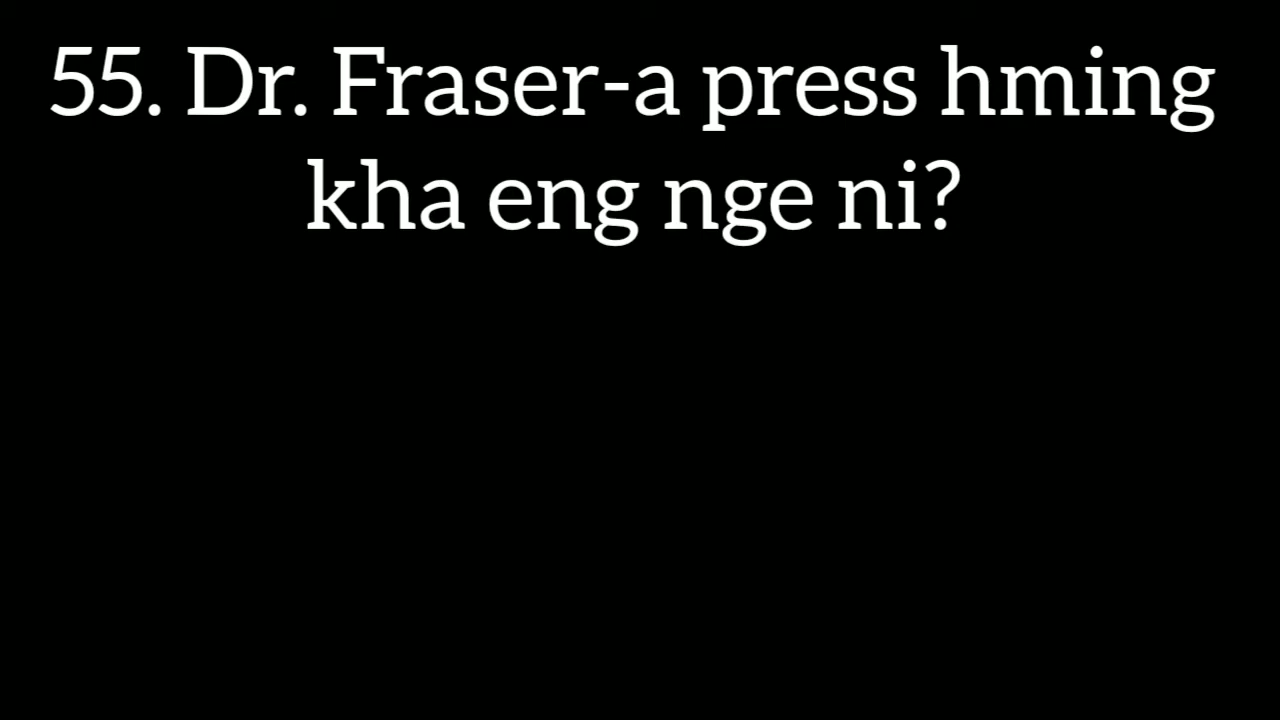 55. Dr. Fraser-a press hming
kha eng nge ni?